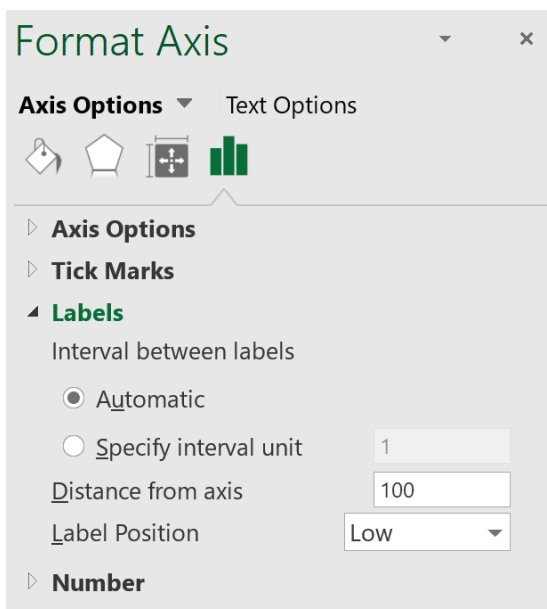 Format Axis
Axis Options Text Options
Axis Options
Tick Marks
Labels
Interval between labels
Automatic
Specify interval unit 1
Distance from axis 100
Label Position Low
Number